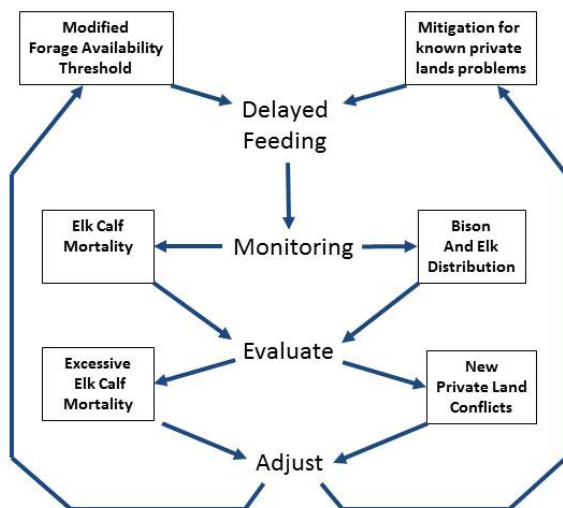 Modified
Forage Availability
Threshold
Mitigation for
known private
lands problems
Delayed
Feeding
Elk Calf
Mortality
Monitoring
Bison
And Elk
Distribution
Evaluate
Excessive
Elk Calf
Mortality
New
Private Land
Conflicts
Adjust